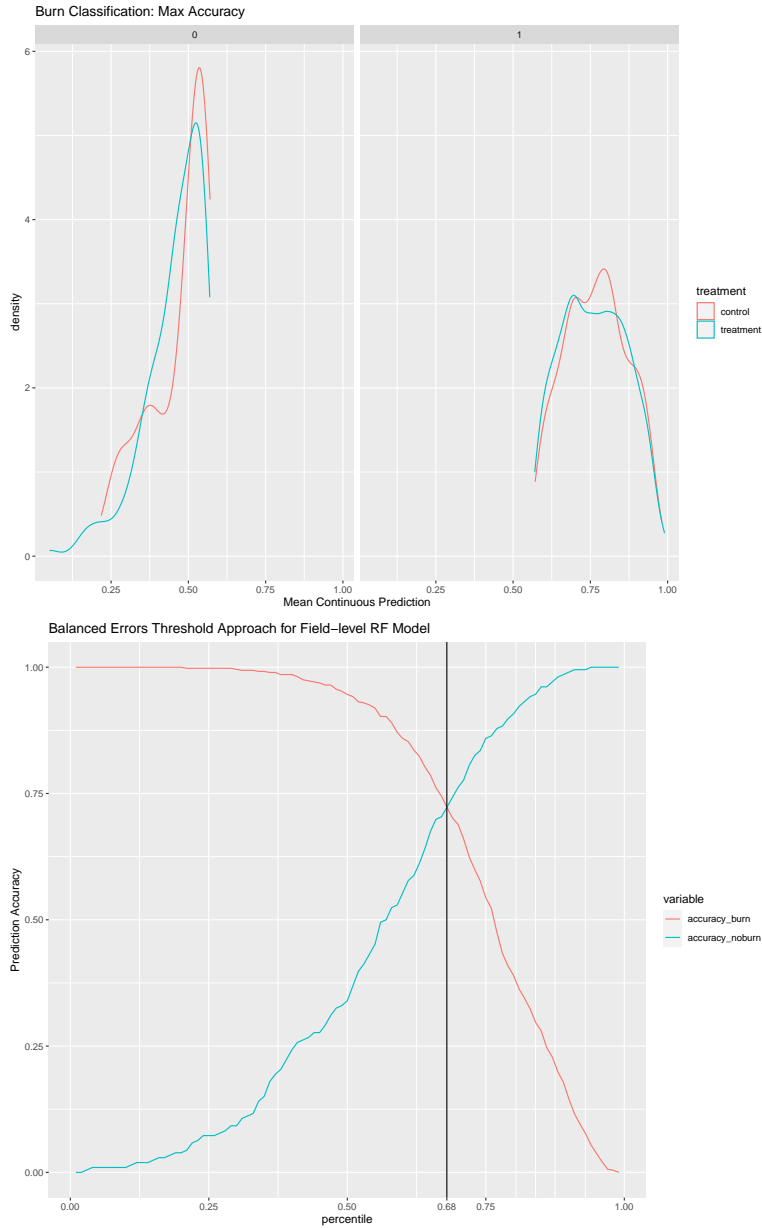 Burn Classification: Max Accuracy
0 1
6
4
2
0
density
0.25 0.50 0.75 1.00 0.25 0.50 0.75 1.00
Mean Continuous Prediction
treatment
control
treatment
Balanced Errors Threshold Approach for Field−level RF Model
1.00
0.75
0.50
0.25
0.00
Prediction Accuracy
0.00 0.25 0.50 0.68 0.75 1.00
percentile
variable
accuracy_burn
accuracy_noburn